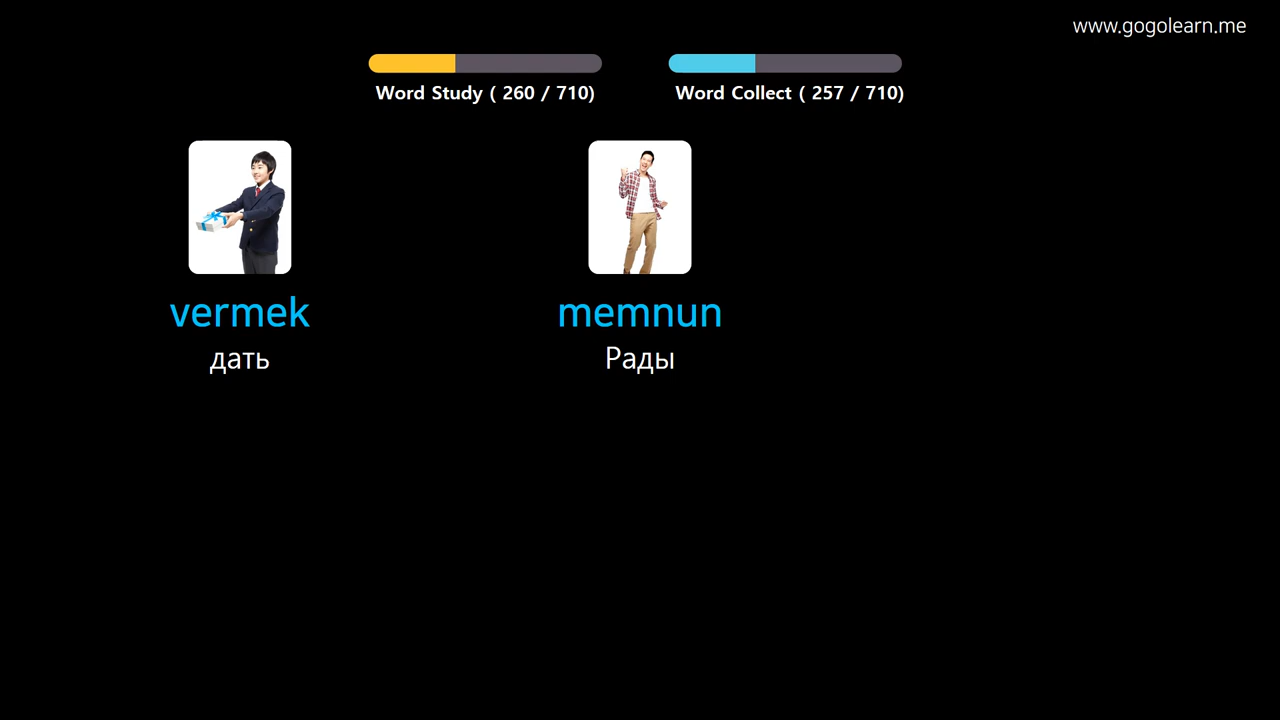 www.gogolearn.me
Word Study ( 260 / 710)
Word Collect ( 257 / 710)
vermek
дать
memnun
Рады